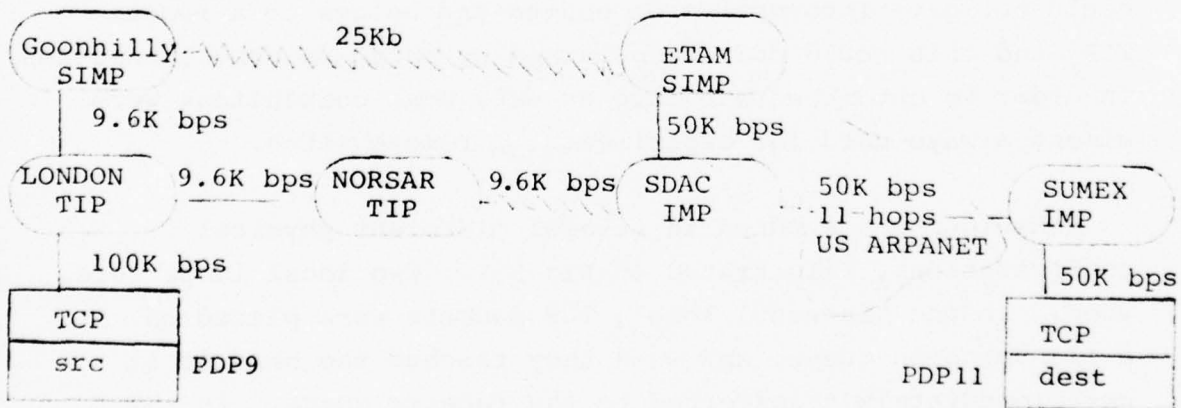 Goonhilly
SIMP
25Kb
ETAM
SIMP
9.6K bps
50K bps
LONDON
TIP
9.6K bps
NORSAR
TIP
9.6K bps
SDAC
IMP
50K bps
11 hops
US ARPANET
SUMEX
IMP
100K bps
50K bps
TCP
src
PDP9
TCP
dest
PDP11